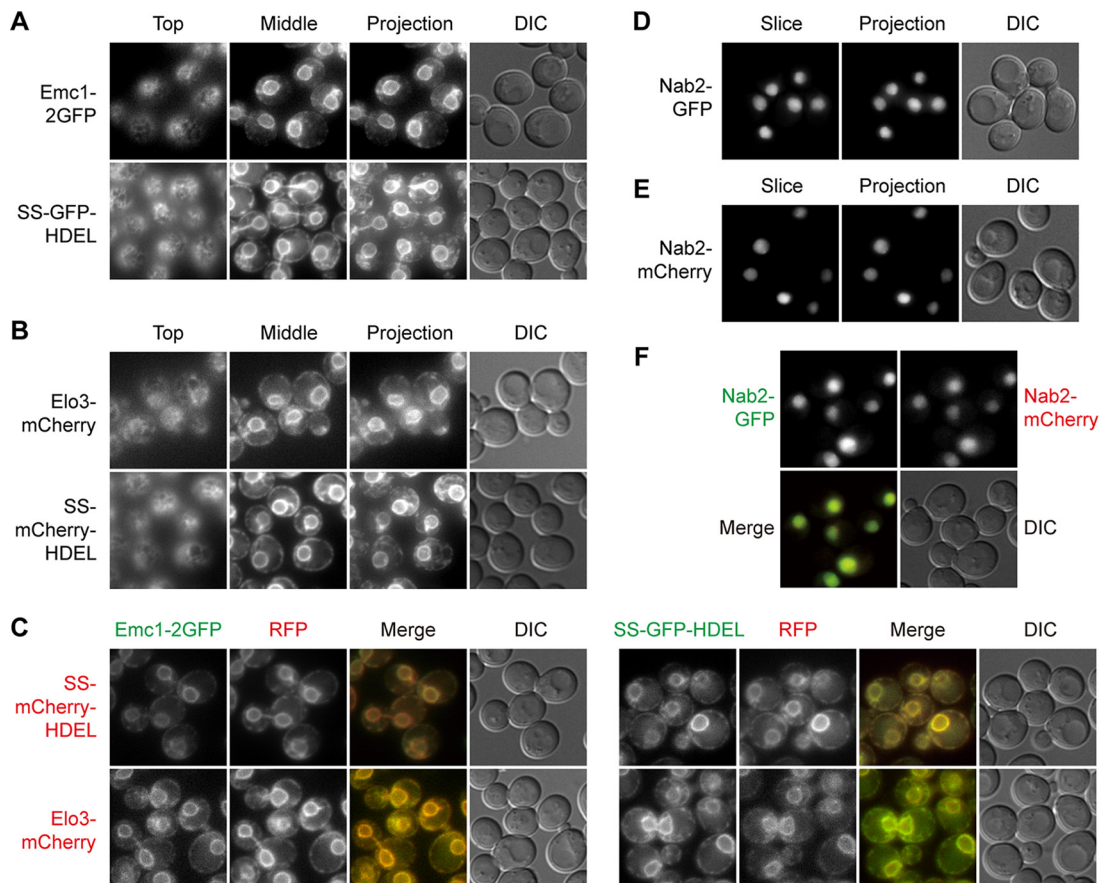 A
Top Middle Projection DIC
Emc1-
2GFP
SS-GFP-
HDEL
B
Top Middle Projection DIC
Elo3-
mCherry
SS-
mCherry-
HDEL
C
Emc1-2GFP RFP Merge DIC
SS-
mCherry-
HDEL
Elo3-
mCherry
SS-GFP-HDEL RFP Merge DIC
D
Slice Projection DIC
Nab2-
GFP
E
Slice Projection DIC
Nab2-
mCherry
F
Nab2-
GFP
Nab2-
mCherry
Merge
DIC